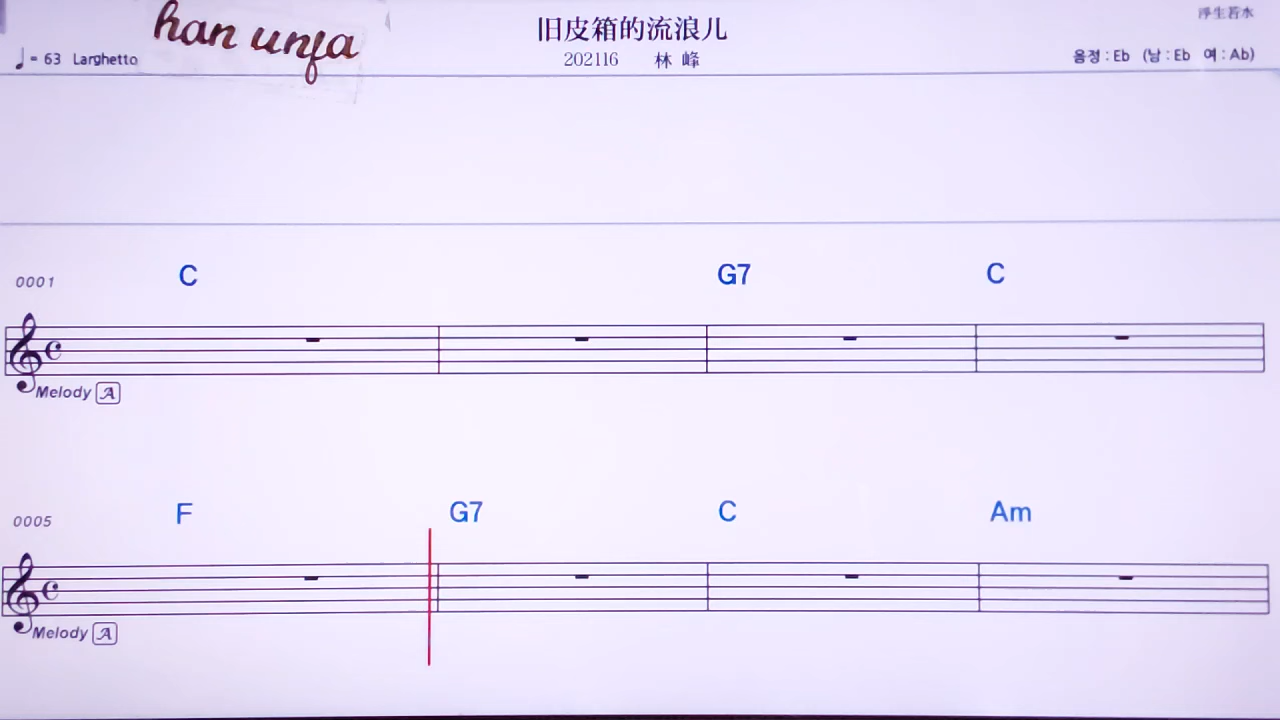 han unja
旧皮箱的流浪儿
浮生若水
♩= 63 Larghetto
202116 林 峰
음정 : Eb (남 : Eb 여 : Ab)
0001 C G7 C
Melody A
0005 F G7 C Am
Melody A